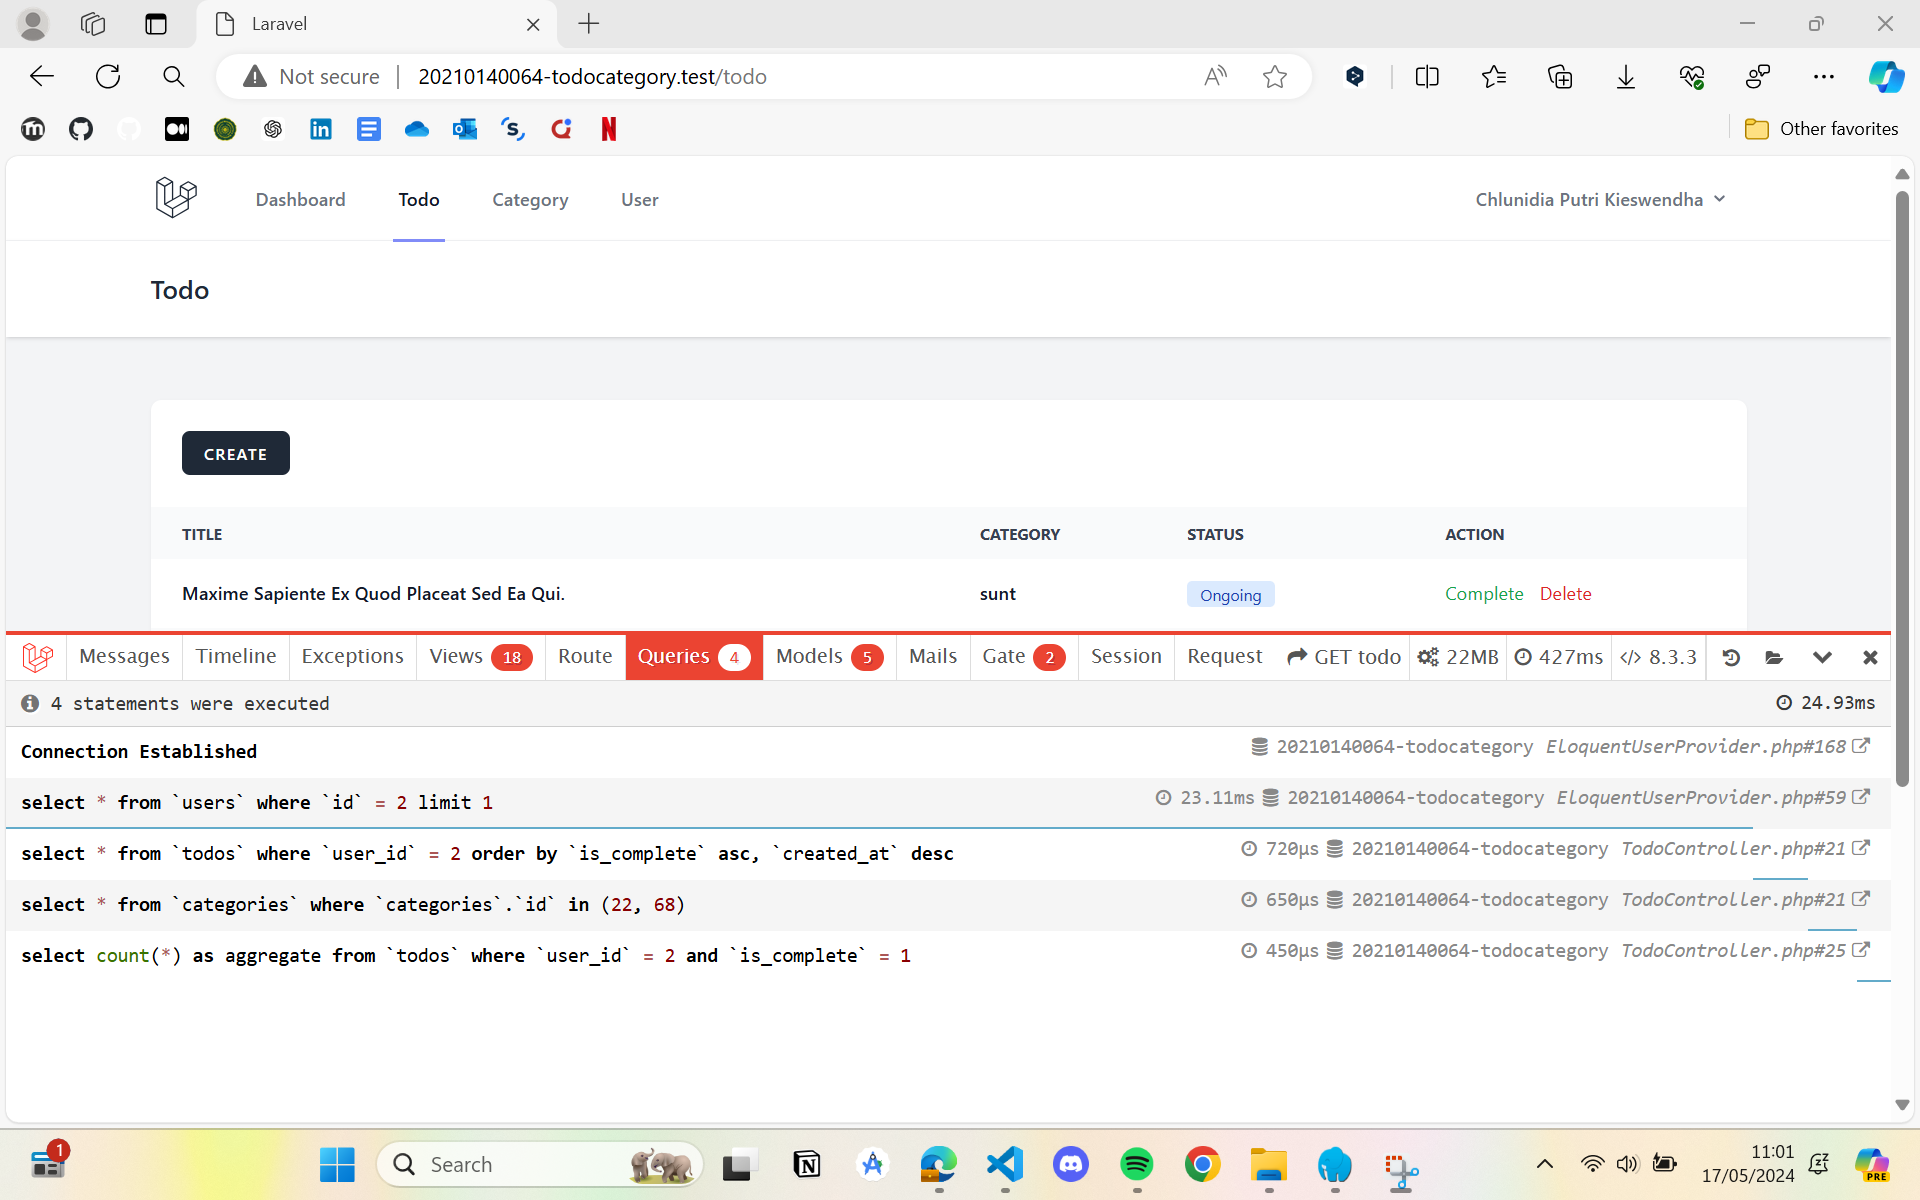 Laravel
Not secure 20210140064-todocategory.test/todo
Other favorites
Dashboard Todo Category User Chlunidia Putri Kieswendha
Todo
CREATE
TITLE CATEGORY STATUS ACTION
Maxime Sapiente Ex Quod Placeat Sed Ea Qui. sunt Ongoing Complete Delete
Messages Timeline Exceptions Views 18 Route Queries 4 Models 5 Mails Gate 2 Session Request GET todo 22MB 427ms </> 8.3.3
4 statements were executed 24.93ms
Connection Established 20210140064-todocategory EloquentUserProvider.php#168
select * from `users` where `id` = 2 limit 1 23.11ms 20210140064-todocategory EloquentUserProvider.php#59
select * from `todos` where `user_id` = 2 order by `is_complete` asc, `created_at` desc 720μs 20210140064-todocategory TodoController.php#21
select * from `categories` where `categories`.`id` in (22, 68) 650μs 20210140064-todocategory TodoController.php#21
select count(*) as aggregate from `todos` where `user_id` = 2 and `is_complete` = 1 450μs 20210140064-todocategory TodoController.php#25
1 Search 11:01
17/05/2024 PRE